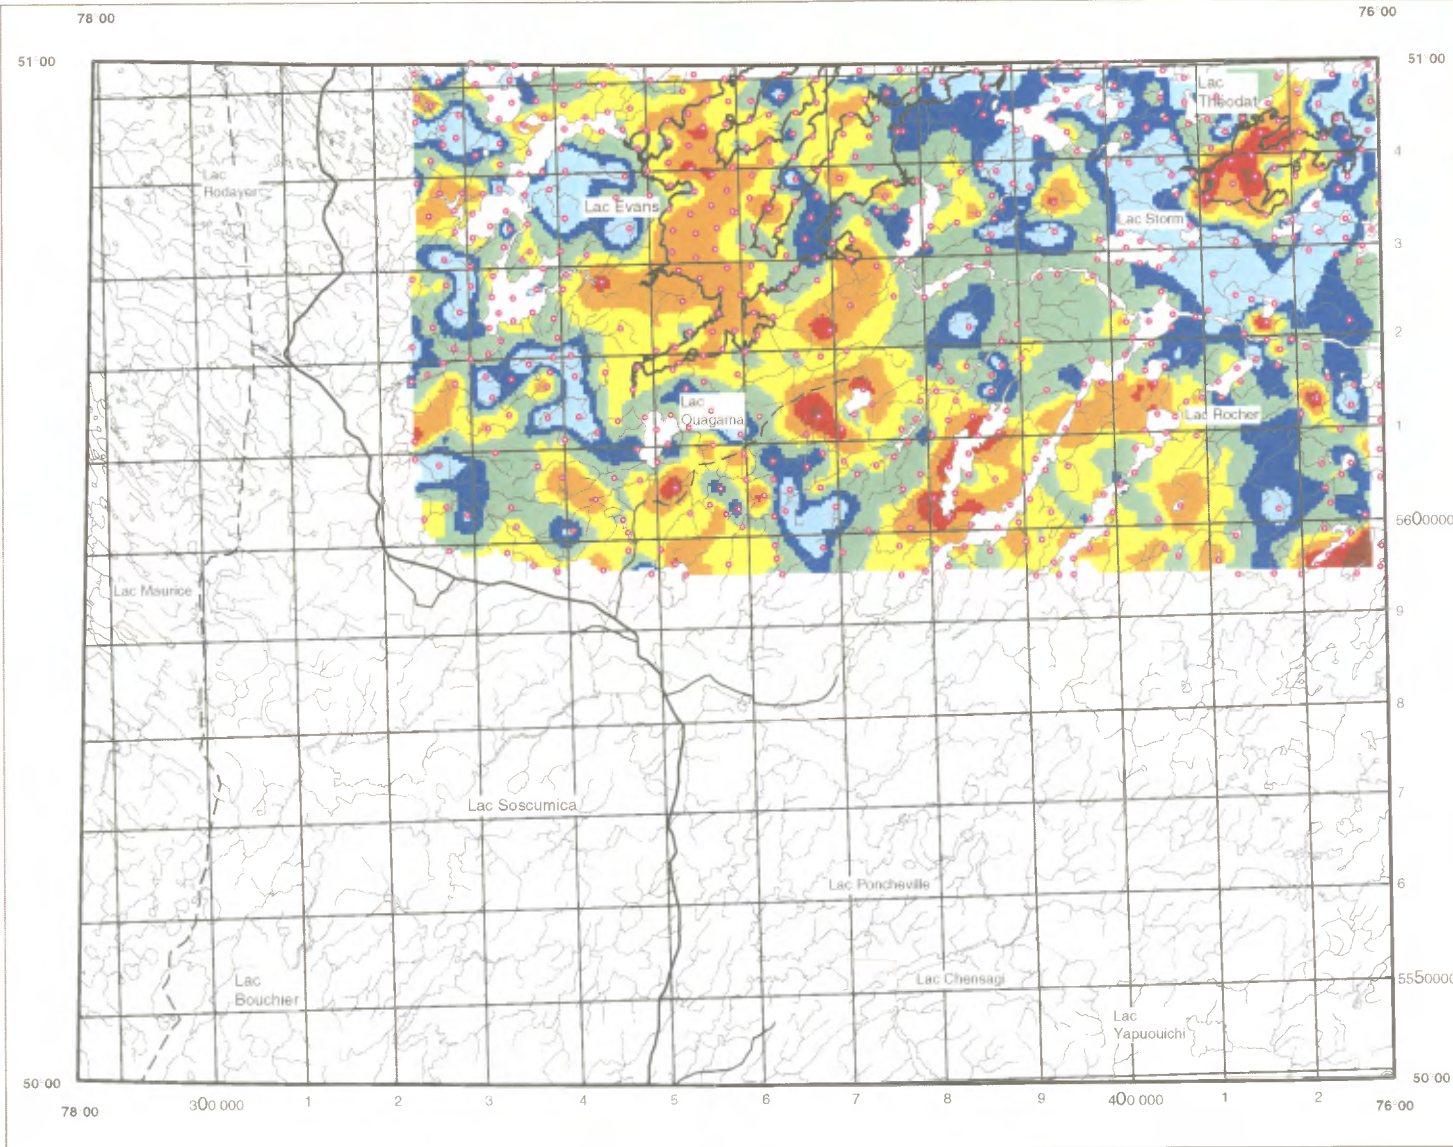 78°00
76°00
51°00
51°00
Lac
Théodat
4
Lac
Rodayer
Lac Evans
Lac Storm
3
2
Lac
Ouagama
Lac Rocher
1
5600000
Lac Maurice
9
8
7
Lac Soscumica
Lac Poncheville
6
Lac Chensagi
5550000
Lac
Bouchier
Lac
Yapuouichi
50°00
50°00
78°00
300 000
1
2
3
4
5
6
7
8
9
400 000
1
2
76°00